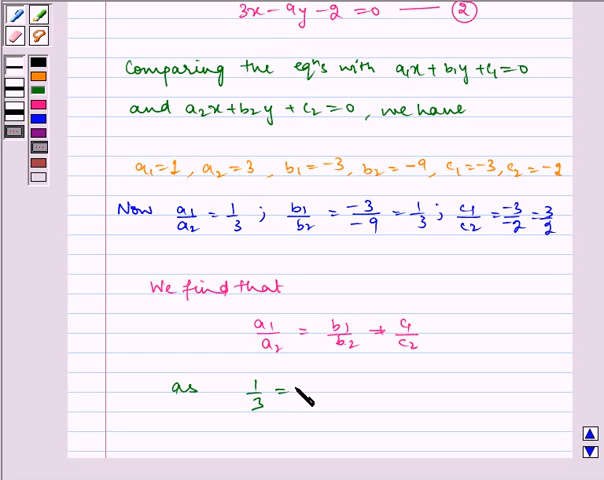 3x - 9y - 2 = 0 —— ②
Comparing the eqⁿs with a₁x + b₁y + c₁ = 0
and a₂x + b₂y + c₂ = 0, we have
a₁ = 1, a₂ = 3, b₁ = -3, b₂ = -9, c₁ = -3, c₂ = -2
Now a₁/a₂ = 1/3 ; b₁/b₂ = -3/-9 = 1/3 ; c₁/c₂ = -3/-2 = 3/2
We find that
a₁/a₂ = b₁/b₂ ≠ c₁/c₂
as 1/3 =